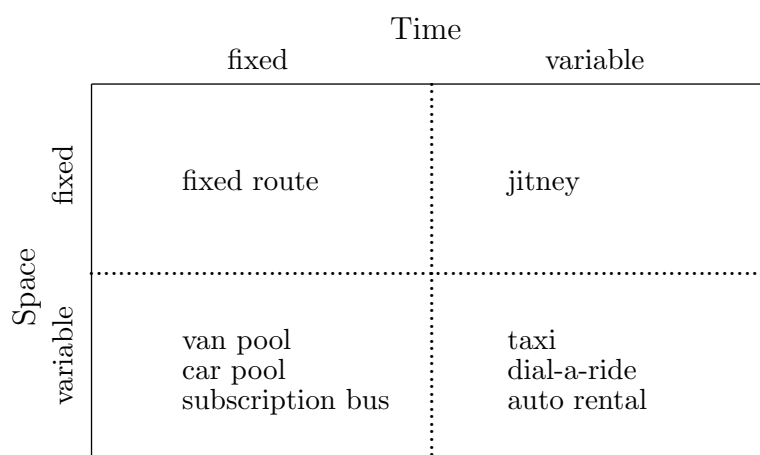 Time
fixed variable
fixed
fixed route
jitney
Space
variable
van pool
car pool
subscription bus
taxi
dial-a-ride
auto rental